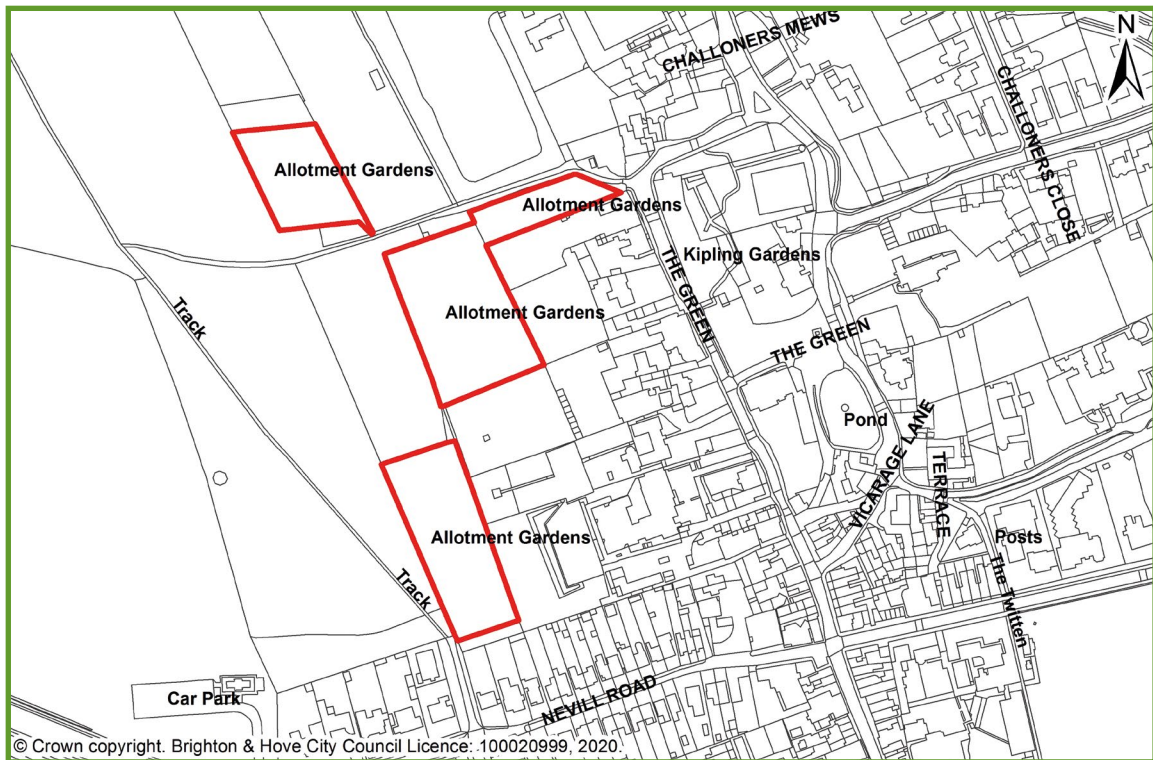 CHALLONERS MEWS
N
CHALLONERS CLOSE
Allotment Gardens
Allotment Gardens
Kipling Gardens
THE GREEN
Track
Allotment Gardens
THE GREEN
Pond
VICARAGE LANE
TERRACE
Allotment Gardens
Posts
Track
The Twitten
Car Park
NEVILL ROAD
© Crown copyright. Brighton & Hove City Council Licence: 100020999, 2020.